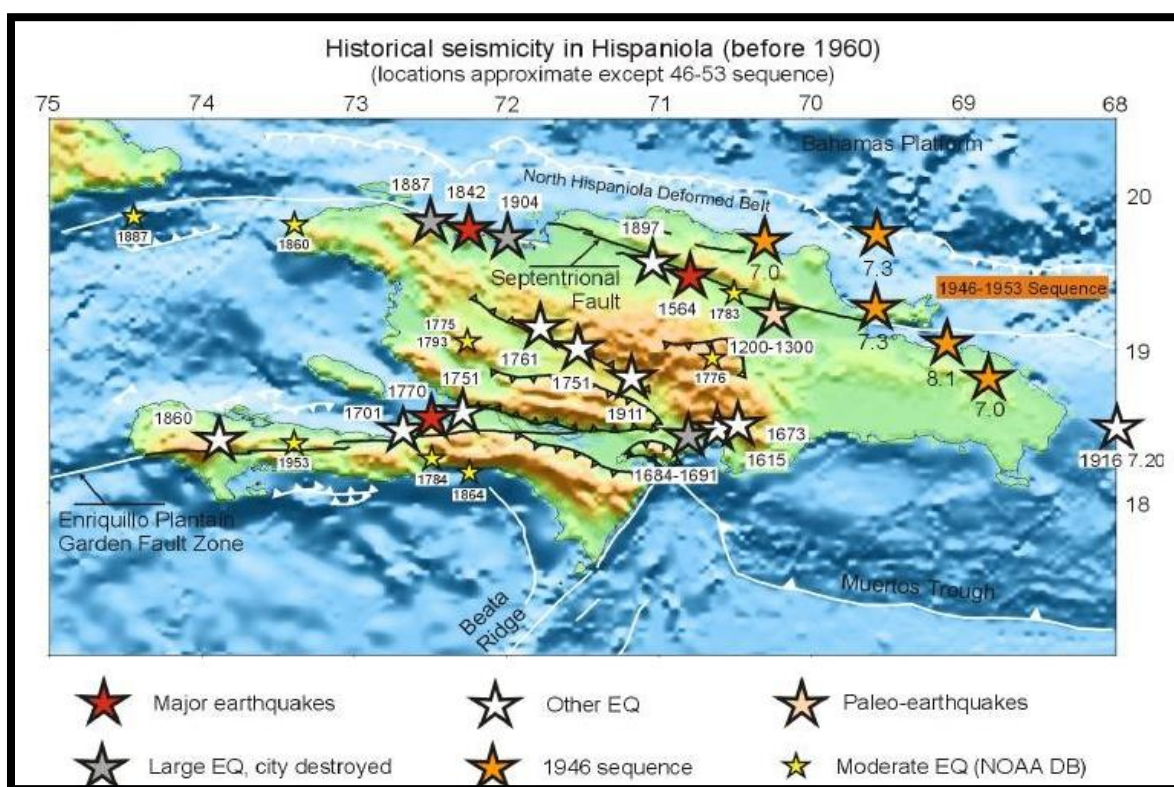 Historical seismicity in Hispaniola (before 1960)
(locations approximate except 46-53 sequence)
75 74 73 72 71 70 69 68
Bahamas Platform
North Hispaniola Deformed Belt
20
1887
1842
1904
1887
1860
1897
7.0
7.3
Septentrional
Fault
1946-1953 Sequence
1564
1783
1775
1793
1761
1751
1200-1300
7.3
19
1776
8.1
7.0
1770
1751
1911
1860
1701
1673
1615
1684-1691
1953
1784
1864
1916 7.20
18
Enriquillo Plantain
Garden Fault Zone
Beata
Ridge
Muertos Trough
Major earthquakes
Other EQ
Paleo-earthquakes
Large EQ, city destroyed
1946 sequence
Moderate EQ (NOAA DB)